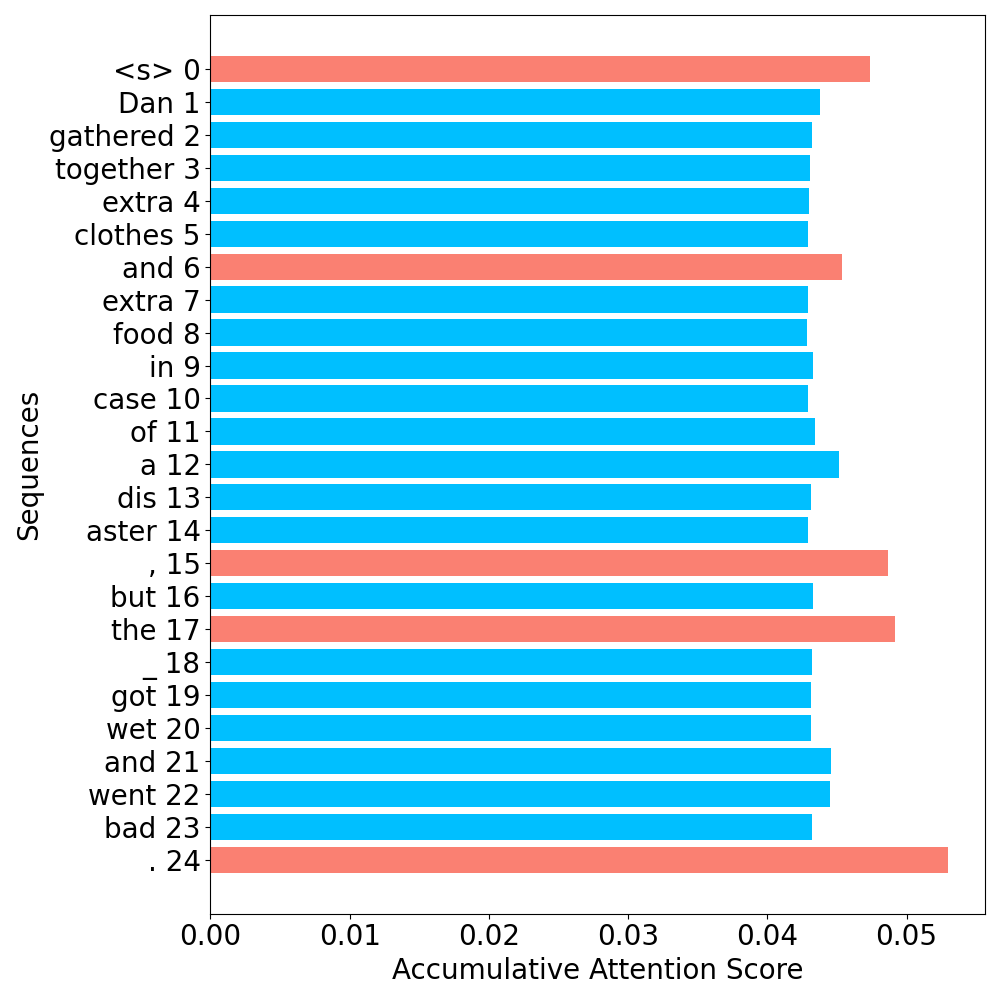 <s> 0
Dan 1
gathered 2
together 3
extra 4
clothes 5
and 6
extra 7
food 8
in 9
case 10
of 11
a 12
dis 13
aster 14
, 15
but 16
the 17
_ 18
got 19
wet 20
and 21
went 22
bad 23
. 24
Sequences
0.00 0.01 0.02 0.03 0.04 0.05
Accumulative Attention Score